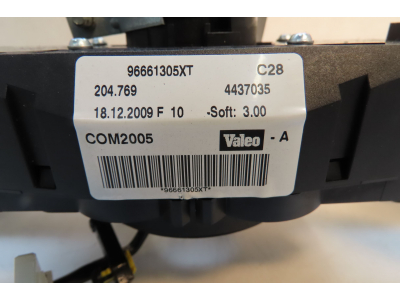 96661305XT C28
204.769 4437035
18.12.2009 F 10 -Soft: 3.00
COM2005 Valeo - A
*96661305XT*